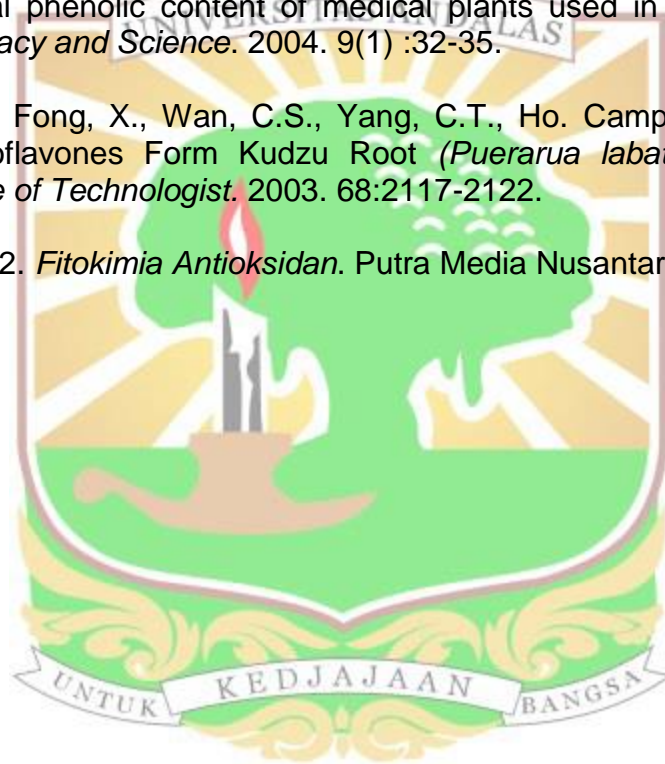 al phenolic content of medical plants used in
UNIVERSITAS ANDALAS
acy and Science. 2004. 9(1) :32-35.
Fong, X., Wan, C.S., Yang, C.T., Ho. Camp
oflavones Form Kudzu Root (Puerarua labat
e of Technologist. 2003. 68:2117-2122.
2. Fitokimia Antioksidan. Putra Media Nusantar
UNTUK KEDJAJAAN BANGSA